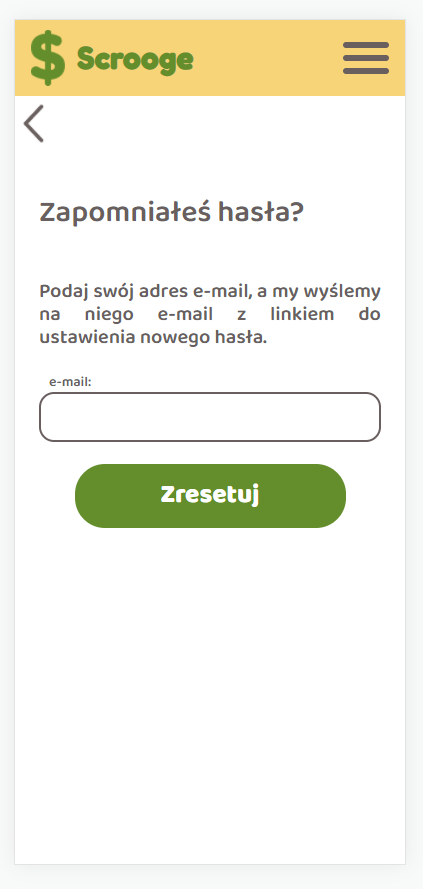 $ Scrooge
Zapomniałeś hasła?
Podaj swój adres e-mail, a my wyślemy
na niego e-mail z linkiem do
ustawienia nowego hasła.
e-mail:
Zresetuj